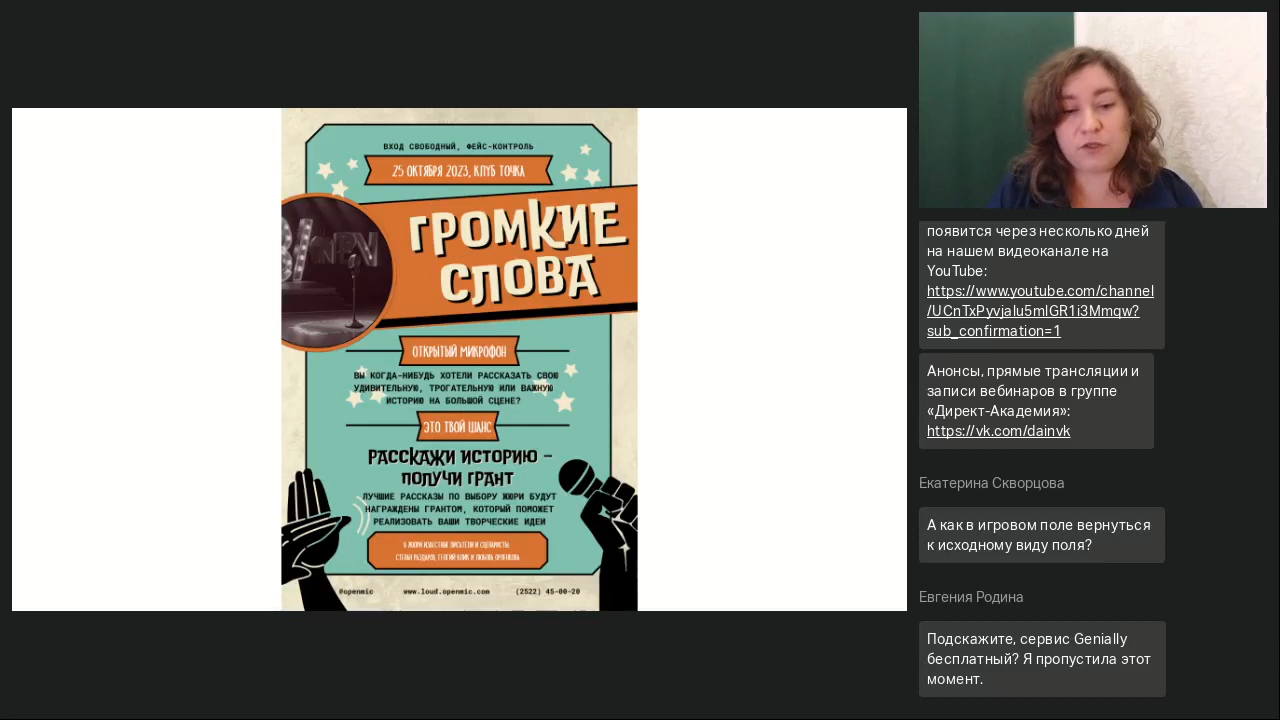 ВХОД СВОБОДНЫЙ, ФЕЙС-КОНТРОЛЬ
25 ОКТЯБРЯ 2023, КЛУБ ТОЧКА
ГРОМКИЕ
СЛОВА
ОТКРЫТЫЙ МИКРОФОН
ВЫ КОГДА-НИБУДЬ ХОТЕЛИ РАССКАЗАТЬ СВОЮ
УДИВИТЕЛЬНУЮ, ТРОГАТЕЛЬНУЮ ИЛИ ВАЖНУЮ
ИСТОРИЮ НА БОЛЬШОЙ СЦЕНЕ?
ЭТО ТВОЙ ШАНС
РАССКАЖИ ИСТОРИЮ –
ПОЛУЧИ ГРАНТ
ЛУЧШИЕ РАССКАЗЫ ПО ВЫБОРУ ЖЮРИ БУДУТ
НАГРАЖДЕНЫ ГРАНТОМ, КОТОРЫЙ ПОМОЖЕТ
РЕАЛИЗОВАТЬ ВАШИ ТВОРЧЕСКИЕ ИДЕИ
В ЖЮРИ ИЗВЕСТНЫЕ ПИСАТЕЛИ И СЦЕНАРИСТЫ:
#openmic www.loud.openmic.com (2522) 45-00-20
появится через несколько дней
на нашем видеоканале на
YouTube:
https://www.youtube.com/channel
/UCnTxPyvjalu5mlGR1i3Mmqw?
sub_confirmation=1
Анонсы, прямые трансляции и
записи вебинаров в группе
«Директ-Академия»:
https://vk.com/dainvk
Екатерина Скворцова
А как в игровом поле вернуться
к исходному виду поля?
Евгения Родина
Подскажите, сервис Genially
бесплатный? Я пропустила этот
момент.